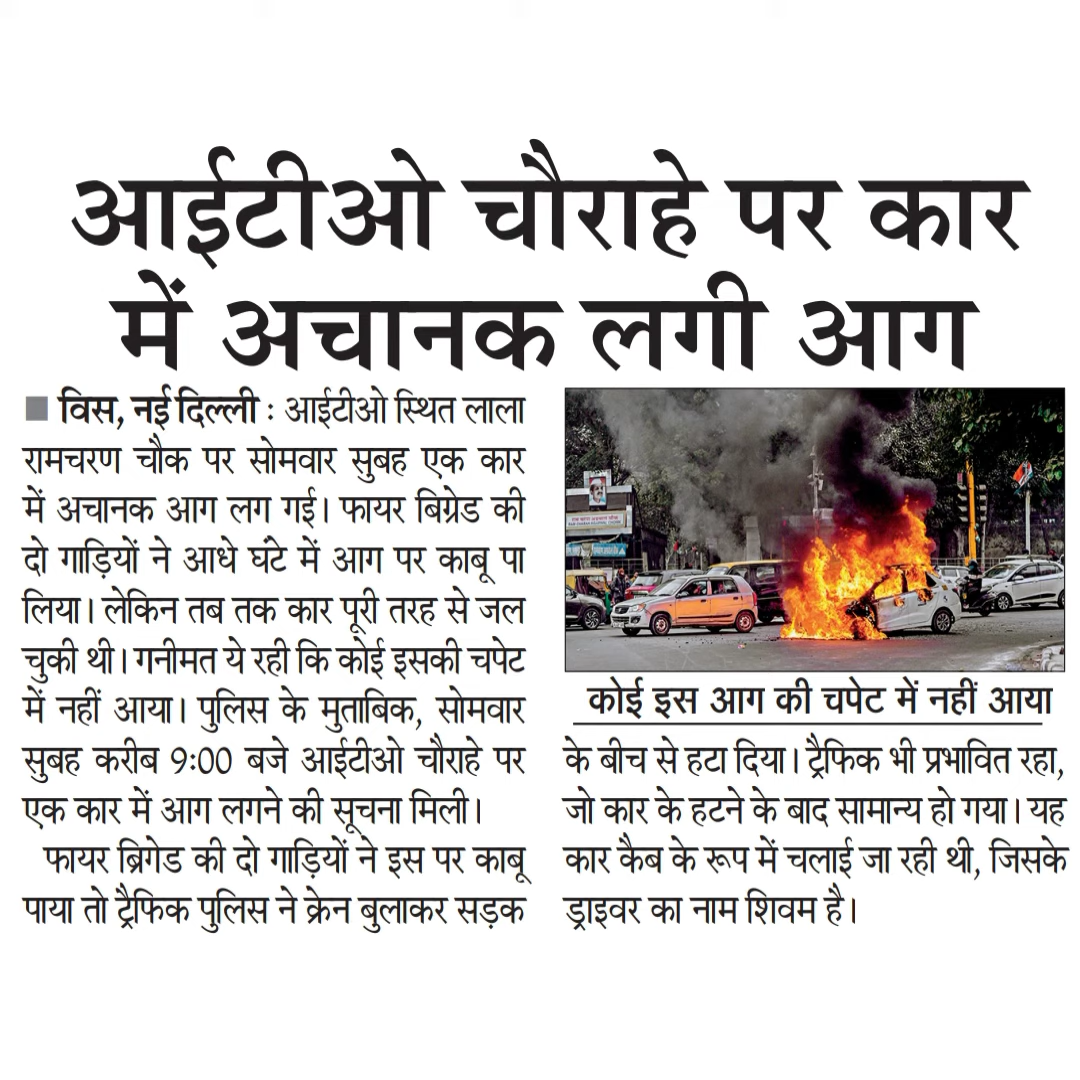 आईटीओ चौराहे पर कार
में अचानक लगी आग
विस, नई दिल्ली : आईटीओ स्थित लाला
रामचरण चौक पर सोमवार सुबह एक कार
में अचानक आग लग गई। फायर बिग्रेड की
दो गाड़ियों ने आधे घंटे में आग पर काबू पा
लिया। लेकिन तब तक कार पूरी तरह से जल
चुकी थी। गनीमत ये रही कि कोई इसकी चपेट
में नहीं आया। पुलिस के मुताबिक, सोमवार
सुबह करीब 9:00 बजे आईटीओ चौराहे पर
एक कार में आग लगने की सूचना मिली।
फायर ब्रिगेड की दो गाड़ियों ने इस पर काबू
पाया तो ट्रैफिक पुलिस ने क्रेन बुलाकर सड़क
कोई इस आग की चपेट में नहीं आया
के बीच से हटा दिया। ट्रैफिक भी प्रभावित रहा,
जो कार के हटने के बाद सामान्य हो गया। यह
कार कैब के रूप में चलाई जा रही थी, जिसके
ड्राइवर का नाम शिवम है।